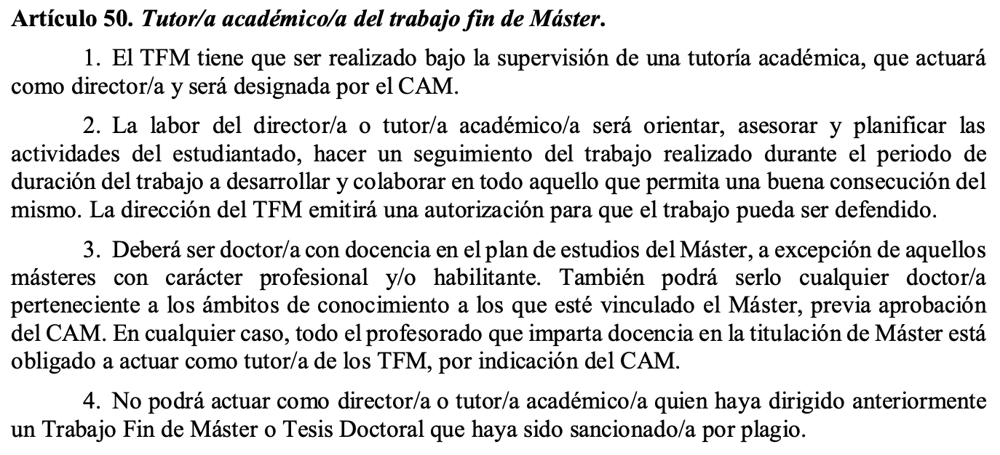 Artículo 50. Tutor/a académico/a del trabajo fin de Máster.
1. El TFM tiene que ser realizado bajo la supervisión de una tutoría académica, que actuará
como director/a y será designada por el CAM.
2. La labor del director/a o tutor/a académico/a será orientar, asesorar y planificar las
actividades del estudiantado, hacer un seguimiento del trabajo realizado durante el periodo de
duración del trabajo a desarrollar y colaborar en todo aquello que permita una buena consecución del
mismo. La dirección del TFM emitirá una autorización para que el trabajo pueda ser defendido.
3. Deberá ser doctor/a con docencia en el plan de estudios del Máster, a excepción de aquellos
másteres con carácter profesional y/o habilitante. También podrá serlo cualquier doctor/a
perteneciente a los ámbitos de conocimiento a los que esté vinculado el Máster, previa aprobación
del CAM. En cualquier caso, todo el profesorado que imparta docencia en la titulación de Máster está
obligado a actuar como tutor/a de los TFM, por indicación del CAM.
4. No podrá actuar como director/a o tutor/a académico/a quien haya dirigido anteriormente
un Trabajo Fin de Máster o Tesis Doctoral que haya sido sancionado/a por plagio.